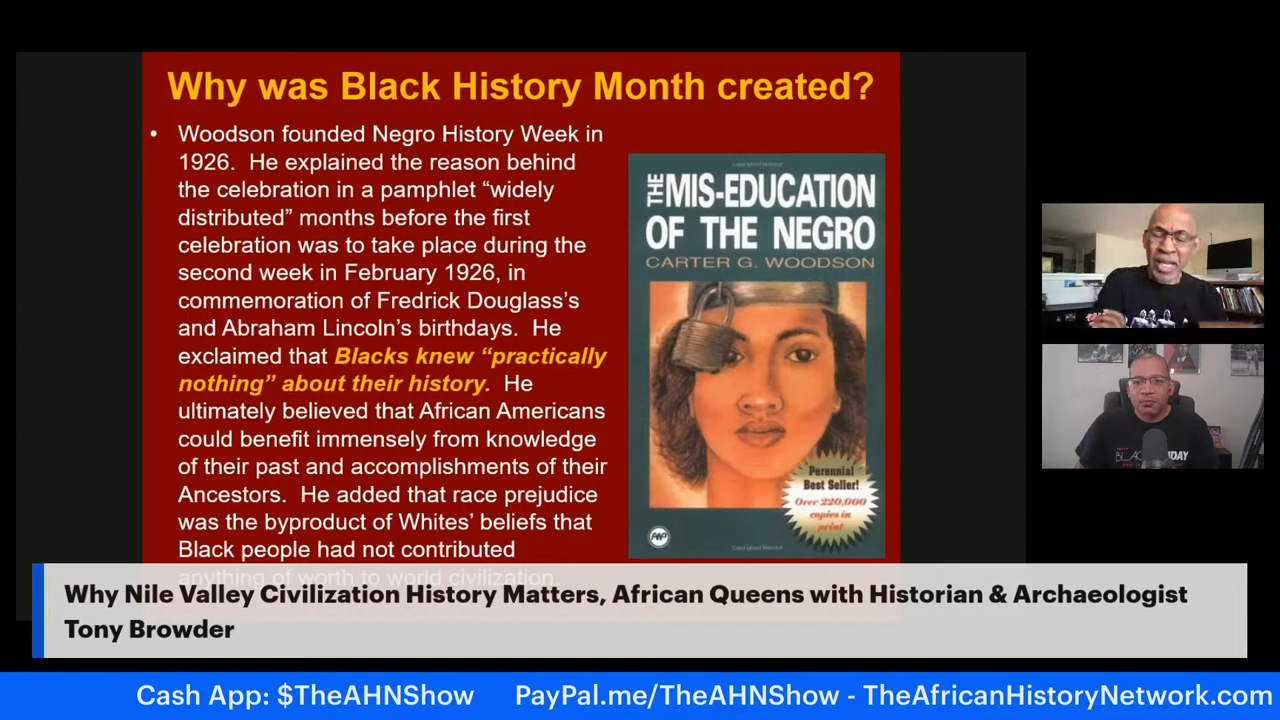 Why was Black History Month created?
• Woodson founded Negro History Week in
1926. He explained the reason behind
the celebration in a pamphlet “widely
distributed” months before the first
celebration was to take place during the
second week in February 1926, in
commemoration of Fredrick Douglass’s
and Abraham Lincoln’s birthdays. He
exclaimed that Blacks knew “practically
nothing” about their history. He
ultimately believed that African Americans
could benefit immensely from knowledge
of their past and accomplishments of their
Ancestors. He added that race prejudice
was the byproduct of Whites’ beliefs that
Black people had not contributed
anything of worth to world civilization.
THE MIS-EDUCATION
OF THE NEGRO
CARTER G. WOODSON
Perennial
Best Seller!
Over 220,000
copies in
print
AWP
Why Nile Valley Civilization History Matters, African Queens with Historian & Archaeologist
Tony Browder
Cash App: $TheAHNShow PayPal.me/TheAHNShow - TheAfricanHistoryNetwork.com